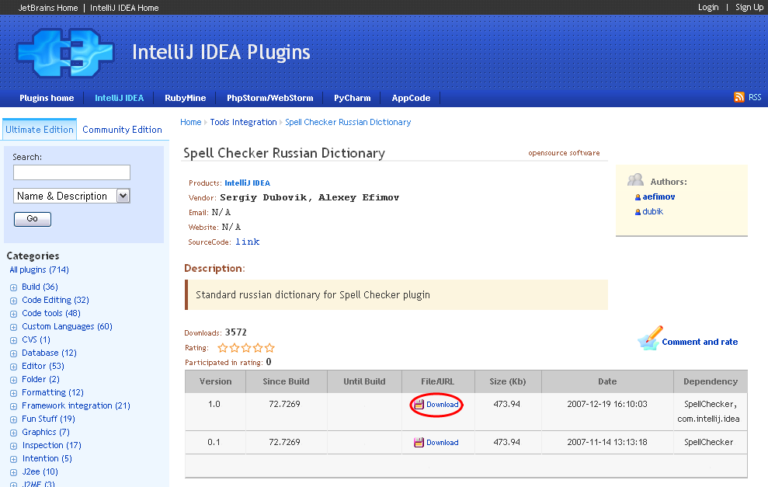 JetBrains Home | IntelliJ IDEA Home
Login | Sign Up
IntelliJ IDEA Plugins
Plugins home | IntelliJ IDEA | RubyMine | PhpStorm/WebStorm | PyCharm | AppCode
RSS
Ultimate Edition
Community Edition
Search:
Name & Description
Go
Categories
All plugins (714)
Build (36)
Code Editing (32)
Code tools (48)
Custom Languages (60)
CVS (1)
Database (12)
Editor (53)
Folder (2)
Formatting (12)
Framework integration (21)
Fun Stuff (19)
Graphics (7)
Inspection (17)
Intention (5)
J2ee (10)
J2ME (3)
Home › Tools Integration › Spell Checker Russian Dictionary
Spell Checker Russian Dictionary
opensource software
Products: IntelliJ IDEA
Vendor: Sergiy Dubovik, Alexey Efimov
Email: N/A
Website: N/A
SourceCode: link
Authors:
aefimov
dubik
Description:
Standard russian dictionary for Spell Checker plugin
Downloads: 3572
Rating:
Participated in rating: 0
Comment and rate
Version Since Build Until Build File/URL Size (Kb) Date Dependency
1.0 72.7269 Download 473.94 2007-12-19 16:10:03 SpellChecker,
com.intellij.idea
0.1 72.7269 Download 473.94 2007-11-14 13:13:18 SpellChecker